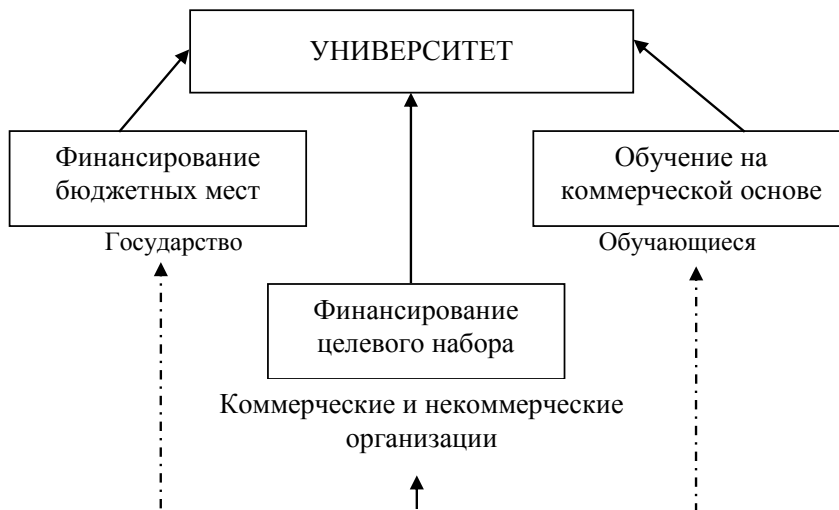 УНИВЕРСИТЕТ
Финансирование
бюджетных мест
Государство
Обучение на
коммерческой основе
Обучающиеся
Финансирование
целевого набора
Коммерческие и некоммерческие
организации